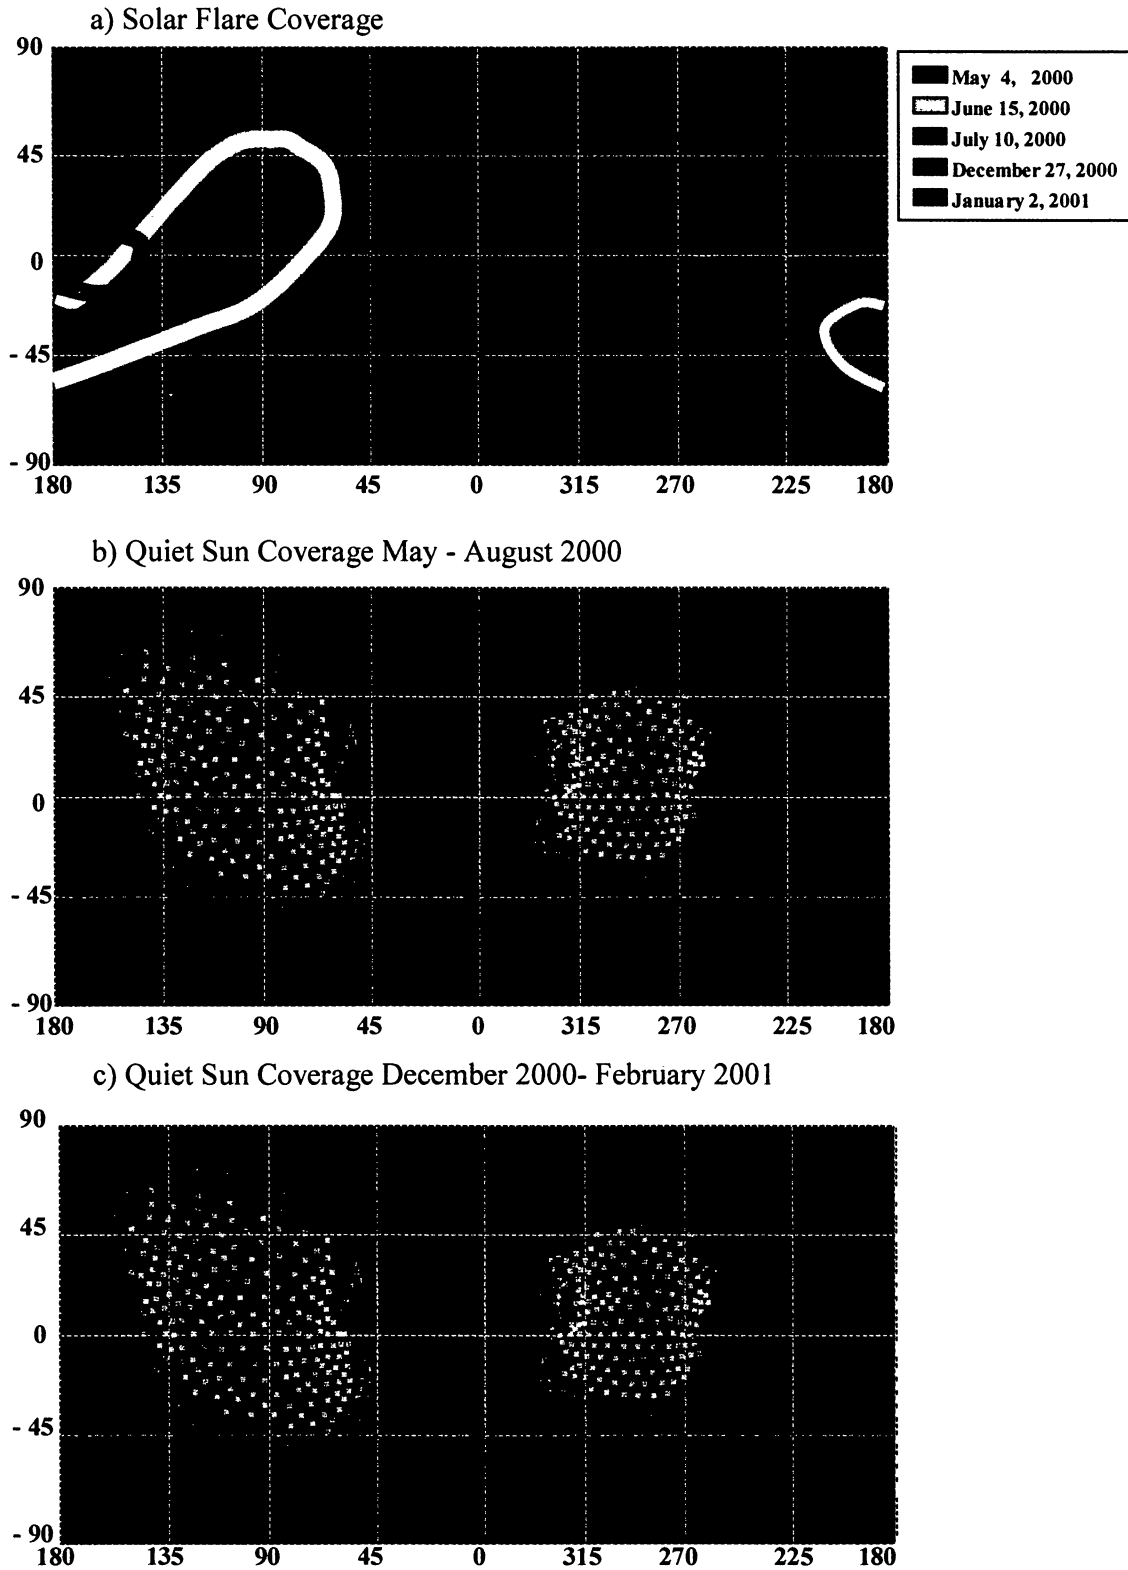 a) Solar Flare Coverage
90
45
0
- 45
- 90
180 135 90 45 0 315 270 225 180
May 4, 2000
June 15, 2000
July 10, 2000
December 27, 2000
January 2, 2001
b) Quiet Sun Coverage May - August 2000
90
45
0
- 45
- 90
180 135 90 45 0 315 270 225 180
c) Quiet Sun Coverage December 2000- February 2001
90
45
0
- 45
- 90
180 135 90 45 0 315 270 225 180